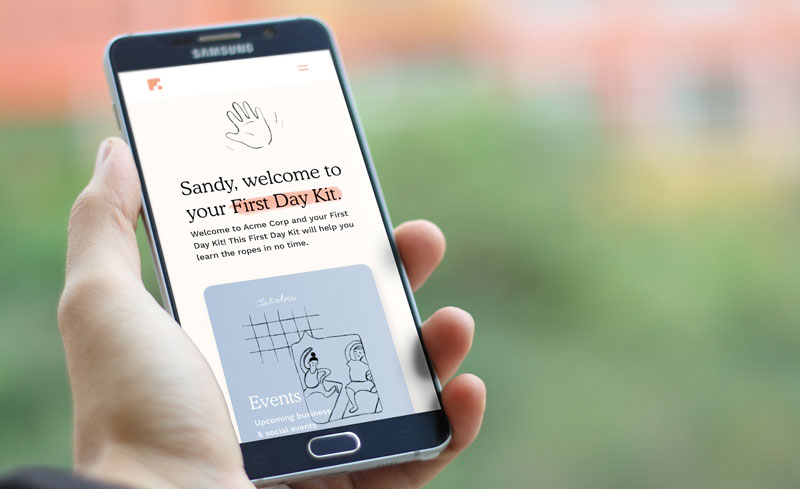 SAMSUNG
Sandy, welcome to
your First Day Kit.
Welcome to Acme Corp and your First
Day Kit! This First Day Kit will help you
learn the ropes in no time.
October
Events
Upcoming business
& social events